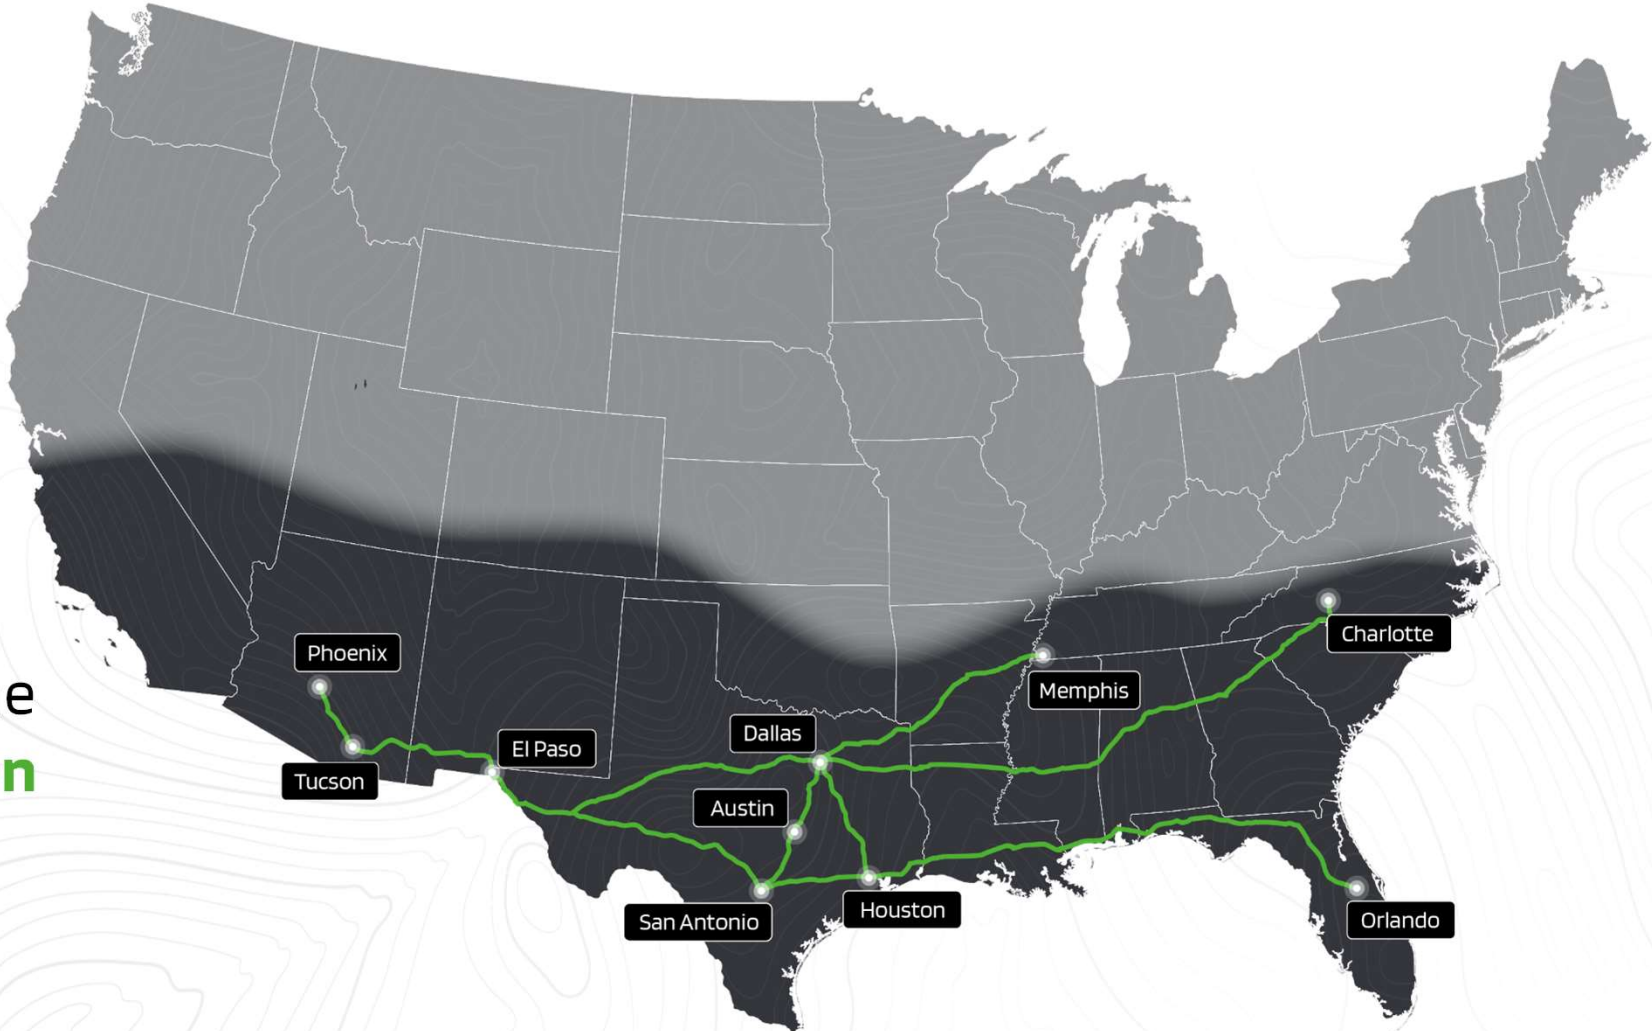 Phoenix
Charlotte
Memphis
e
Dallas
El Paso
n
Tucson
Austin
San Antonio
Houston
Orlando